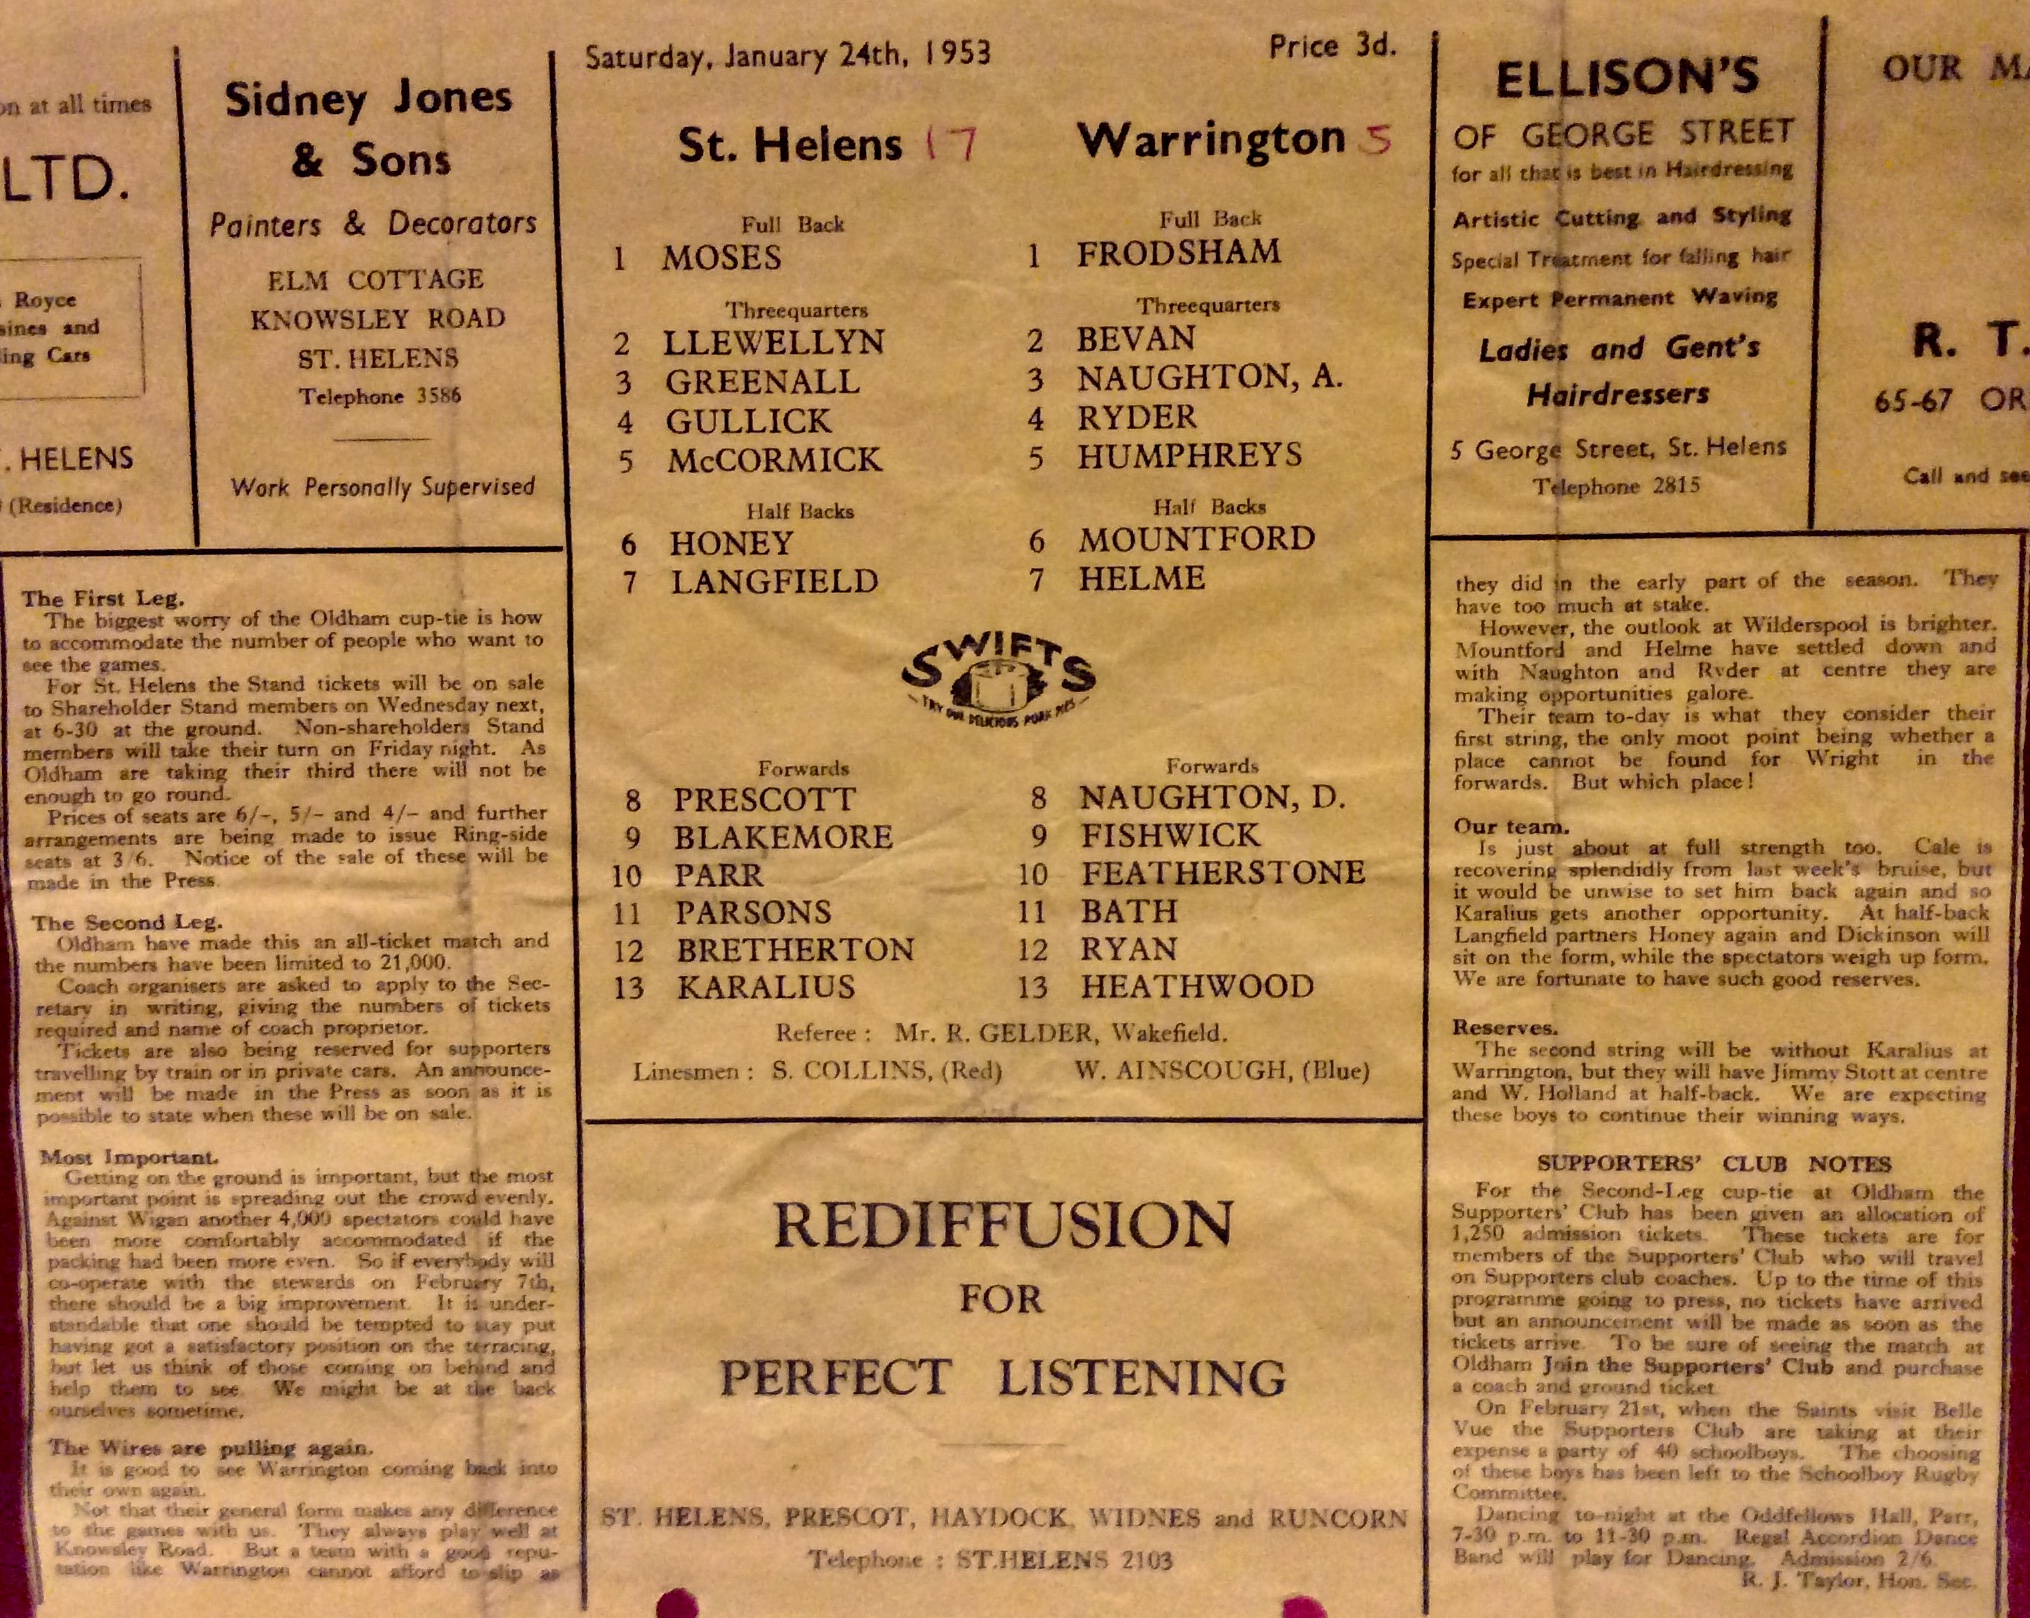 on at all times
LTD.
Royce
sines and
ing Cars
. HELENS
(Residence)
Sidney Jones
& Sons
Painters & Decorators
ELM COTTAGE
KNOWSLEY ROAD
ST. HELENS
Telephone 3586
Work Personally Supervised
Saturday, January 24th, 1953
Price 3d.
St. Helens 17
Warrington 5
Full Back
1 MOSES
Threequarters
2 LLEWELLYN
3 GREENALL
4 GULLICK
5 McCORMICK
Half Backs
6 HONEY
7 LANGFIELD
Full Back
1 FRODSHAM
Threequarters
2 BEVAN
3 NAUGHTON, A.
4 RYDER
5 HUMPHREYS
Half Backs
6 MOUNTFORD
7 HELME
SWIFTS
TRY OUR DELICIOUS PORK PIES
Forwards
8 PRESCOTT
9 BLAKEMORE
10 PARR
11 PARSONS
12 BRETHERTON
13 KARALIUS
Forwards
8 NAUGHTON, D.
9 FISHWICK
10 FEATHERSTONE
11 BATH
12 RYAN
13 HEATHWOOD
Referee : Mr. R. GELDER, Wakefield.
Linesmen : S. COLLINS, (Red) W. AINSCOUGH, (Blue)
REDIFFUSION
FOR
PERFECT LISTENING
ST. HELENS, PRESCOT, HAYDOCK, WIDNES and RUNCORN
Telephone : ST.HELENS 2103
ELLISON'S
OF GEORGE STREET
for all that is best in Hairdressing
Artistic Cutting and Styling
Special Treatment for falling hair
Expert Permanent Waving
Ladies and Gent's
Hairdressers
5 George Street, St. Helens
Telephone 2815
OUR MA
R. T.
65-67 OR
Call and see
The First Leg.
The biggest worry of the Oldham cup-tie is how
to accommodate the number of people who want to
see the games.
For St. Helens the Stand tickets will be on sale
to Shareholder Stand members on Wednesday next,
at 6-30 at the ground. Non-shareholders Stand
members will take their turn on Friday night. As
Oldham are taking their third there will not be
enough to go round.
Prices of seats are 6/-, 5/- and 4/- and further
arrangements are being made to issue Ring-side
seats at 3/6. Notice of the sale of these will be
made in the Press.
The Second Leg.
Oldham have made this an all-ticket match and
the numbers have been limited to 21,000.
Coach organisers are asked to apply to the Sec-
retary in writing, giving the numbers of tickets
required and name of coach proprietor.
Tickets are also being reserved for supporters
travelling by train or in private cars. An announce-
ment will be made in the Press as soon as it is
possible to state when these will be on sale.
Most Important.
Getting on the ground is important, but the most
important point is spreading out the crowd evenly.
Against Wigan another 4,000 spectators could have
been more comfortably accommodated if the
packing had been more even. So if everybody will
co-operate with the stewards on February 7th,
there should be a big improvement. It is under-
standable that one should be tempted to stay put
having got a satisfactory position on the terracing,
but let us think of those coming on behind and
help them to see. We might be at the back
ourselves sometime.
The Wires are pulling again.
It is good to see Warrington coming back into
their own again.
Not that their general form makes any difference
to the games with us. They always play well at
Knowsley Road. But a team with a good repu-
tation like Warrington cannot afford to slip as
they did in the early part of the season. They
have too much at stake.
However, the outlook at Wilderspool is brighter.
Mountford and Helme have settled down and
with Naughton and Ryder at centre they are
making opportunities galore.
Their team to-day is what they consider their
first string, the only moot point being whether a
place cannot be found for Wright in the
forwards. But which place!
Our team.
Is just about at full strength too. Cale is
recovering splendidly from last week's bruise, but
it would be unwise to set him back again and so
Karalius gets another opportunity. At half-back
Langfield partners Honey again and Dickinson will
sit on the form, while the spectators weigh up form.
We are fortunate to have such good reserves.
Reserves.
The second string will be without Karalius at
Warrington, but they will have Jimmy Stott at centre
and W. Holland at half-back. We are expecting
these boys to continue their winning ways.
SUPPORTERS' CLUB NOTES
For the Second-Leg cup-tie at Oldham the
Supporters' Club has been given an allocation of
1,250 admission tickets. These tickets are for
members of the Supporters' Club who will travel
on Supporters club coaches. Up to the time of this
programme going to press, no tickets have arrived
but an announcement will be made as soon as the
tickets arrive. To be sure of seeing the match at
Oldham Join the Supporters' Club and purchase
a coach and ground ticket.
On February 21st, when the Saints visit Belle
Vue the Supporters Club are taking at their
expense a party of 40 schoolboys. The choosing
of these boys has been left to the Schoolboy Rugby
Committee.
Dancing to-night at the Oddfellows Hall, Parr,
7-30 p.m. to 11-30 p.m. Regal Accordion Dance
Band will play for Dancing. Admission 2/6.
R. J. Taylor, Hon. Sec.